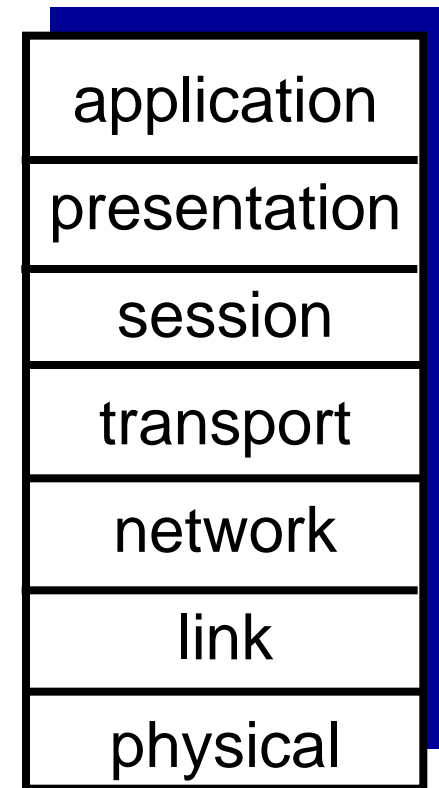 application
presentation
session
transport
network
link
physical